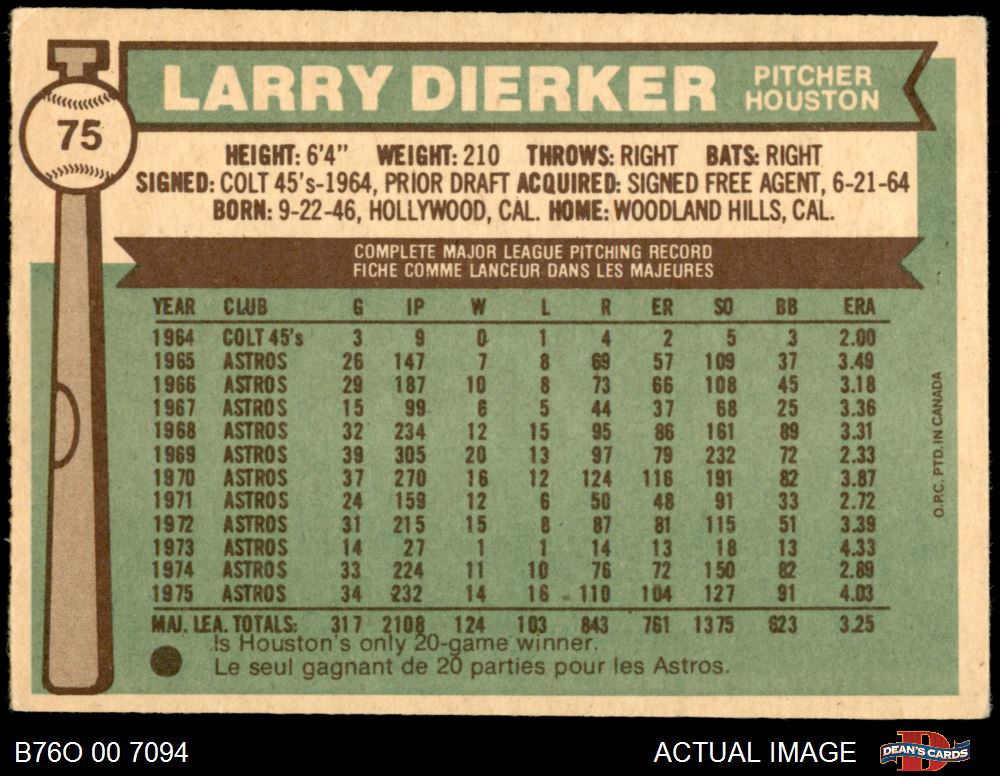 75
LARRY DIERKER
PITCHER
HOUSTON
HEIGHT: 6'4" WEIGHT: 210 THROWS: RIGHT BATS: RIGHT
SIGNED: COLT 45's-1964, PRIOR DRAFT ACQUIRED: SIGNED FREE AGENT, 6-21-64
BORN: 9-22-46, HOLLYWOOD, CAL. HOME: WOODLAND HILLS, CAL.
COMPLETE MAJOR LEAGUE PITCHING RECORD
FICHE COMME LANCEUR DANS LES MAJEURES
YEAR CLUB G IP W L R ER SO BB ERA
1964 COLT 45's 3 9 0 1 4 2 5 3 2.00
1965 ASTROS 26 147 7 8 69 57 109 37 3.49
1966 ASTROS 29 187 10 8 73 66 108 45 3.18
1967 ASTROS 15 99 6 5 44 37 68 25 3.36
1968 ASTROS 32 234 12 15 95 86 161 89 3.31
1969 ASTROS 39 305 20 13 97 79 232 72 2.33
1970 ASTROS 37 270 16 12 124 116 191 82 3.87
1971 ASTROS 24 159 12 6 50 48 91 33 2.72
1972 ASTROS 31 215 15 8 87 81 115 51 3.39
1973 ASTROS 14 27 1 1 14 13 18 13 4.33
1974 ASTROS 33 224 11 10 76 72 150 82 2.89
1975 ASTROS 34 232 14 16 110 104 127 91 4.03
MAJ. LEA. TOTALS: 317 2108 124 103 843 761 1375 623 3.25
Is Houston's only 20-game winner.
Le seul gagnant de 20 parties pour les Astros.
O.P.C. PTD. IN CANADA
B76O 00 7094
ACTUAL IMAGE
D
DEAN'S CARDS